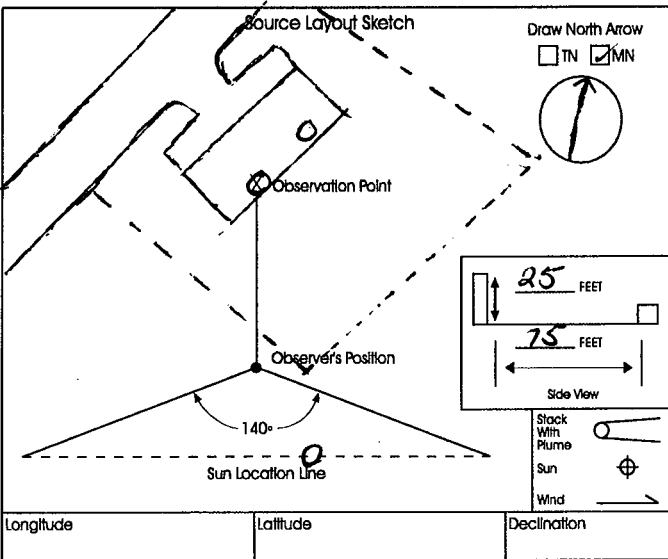 Source Layout Sketch
Draw North Arrow
TN MN
Observation Point
25 FEET
75 FEET
Side View
Observer's Position
140°
Sun Location Line
Stack
With
Plume
Sun
Wind
Longitude Latitude Declination